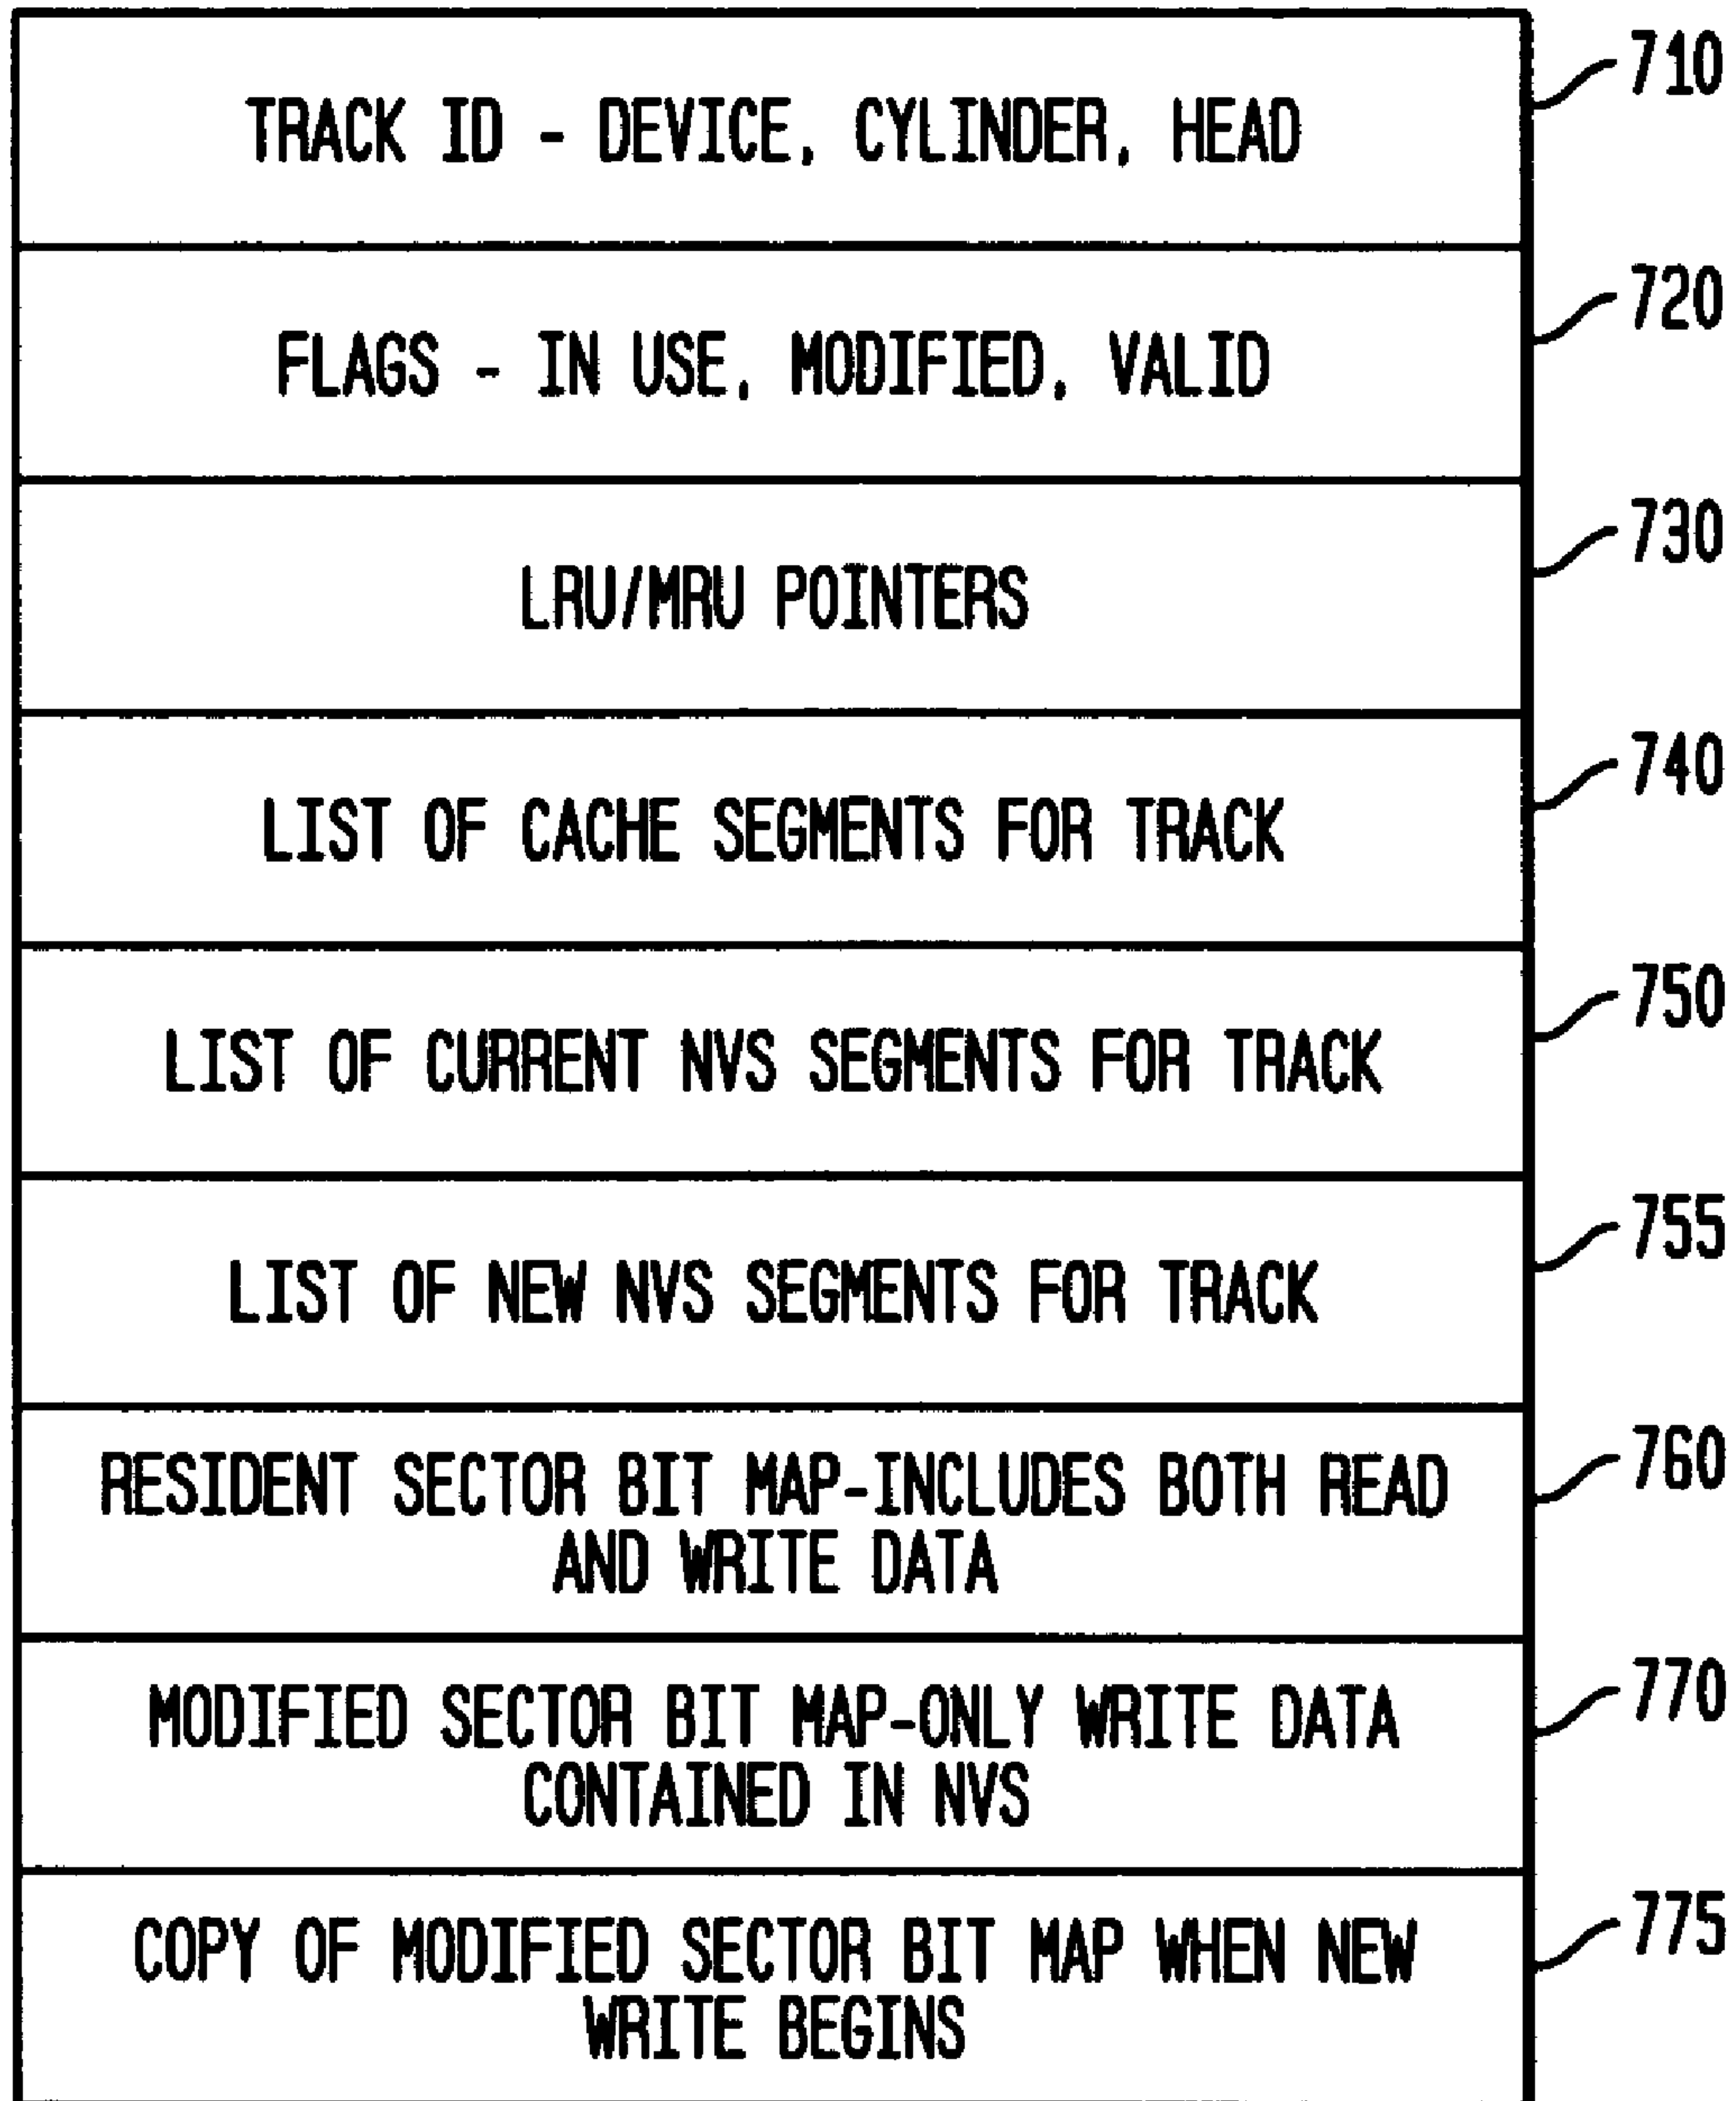 TRACK ID - DEVICE, CYLINDER, HEAD
710
FLAGS - IN USE, MODIFIED, VALID
720
LRU/MRU POINTERS
730
LIST OF CACHE SEGMENTS FOR TRACK
740
LIST OF CURRENT NVS SEGMENTS FOR TRACK
750
LIST OF NEW NVS SEGMENTS FOR TRACK
755
RESIDENT SECTOR BIT MAP-INCLUDES BOTH READ
AND WRITE DATA
760
MODIFIED SECTOR BIT MAP-ONLY WRITE DATA
CONTAINED IN NVS
770
COPY OF MODIFIED SECTOR BIT MAP WHEN NEW
WRITE BEGINS
775